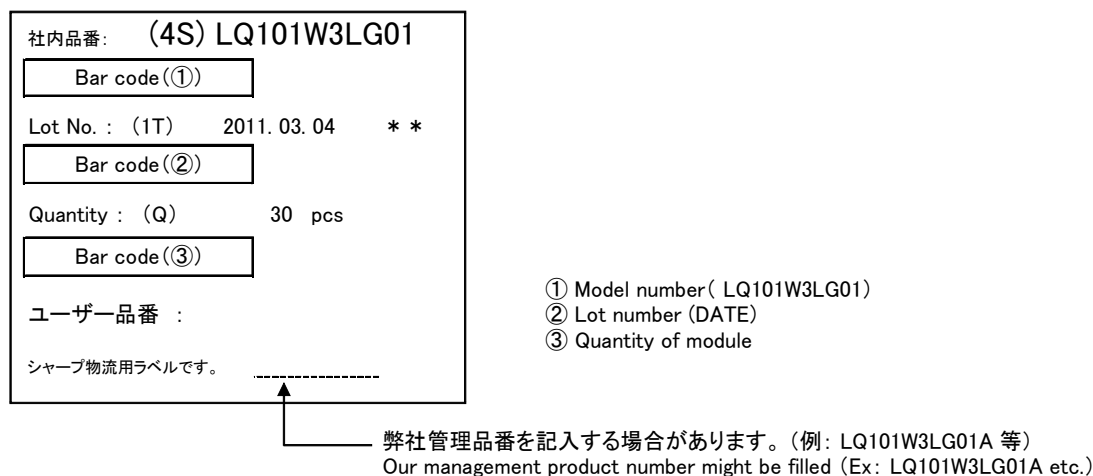 社内品番: (4S) LQ101W3LG01
Bar code(①)
Lot No. : (1T) 2011. 03. 04 * *
Bar code(②)
Quantity : (Q) 30 pcs
Bar code(③)
ユーザー品番 :
シャープ物流用ラベルです。
① Model number( LQ101W3LG01)
② Lot number (DATE)
③ Quantity of module
弊社管理品番を記入する場合があります。(例: LQ101W3LG01A 等)
Our management product number might be filled (Ex: LQ101W3LG01A etc.)